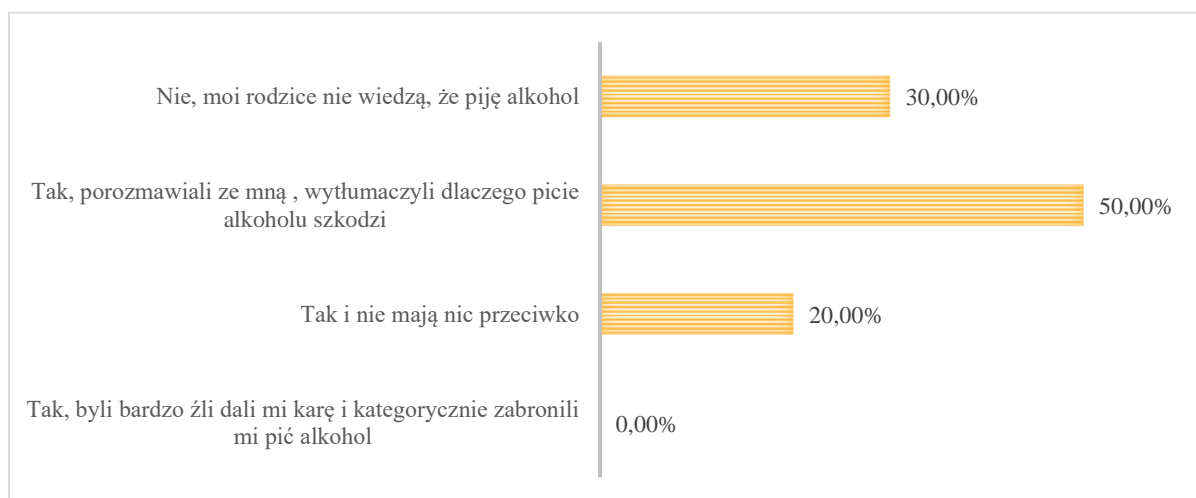 Nie, moi rodzice nie wiedzą, że piję alkohol
30,00%
Tak, porozmawiali ze mną , wytłumaczyli dlaczego picie
alkoholu szkodzi
50,00%
Tak i nie mają nic przeciwko
20,00%
Tak, byli bardzo źli dali mi karę i kategorycznie zabronili
mi pić alkohol
0,00%